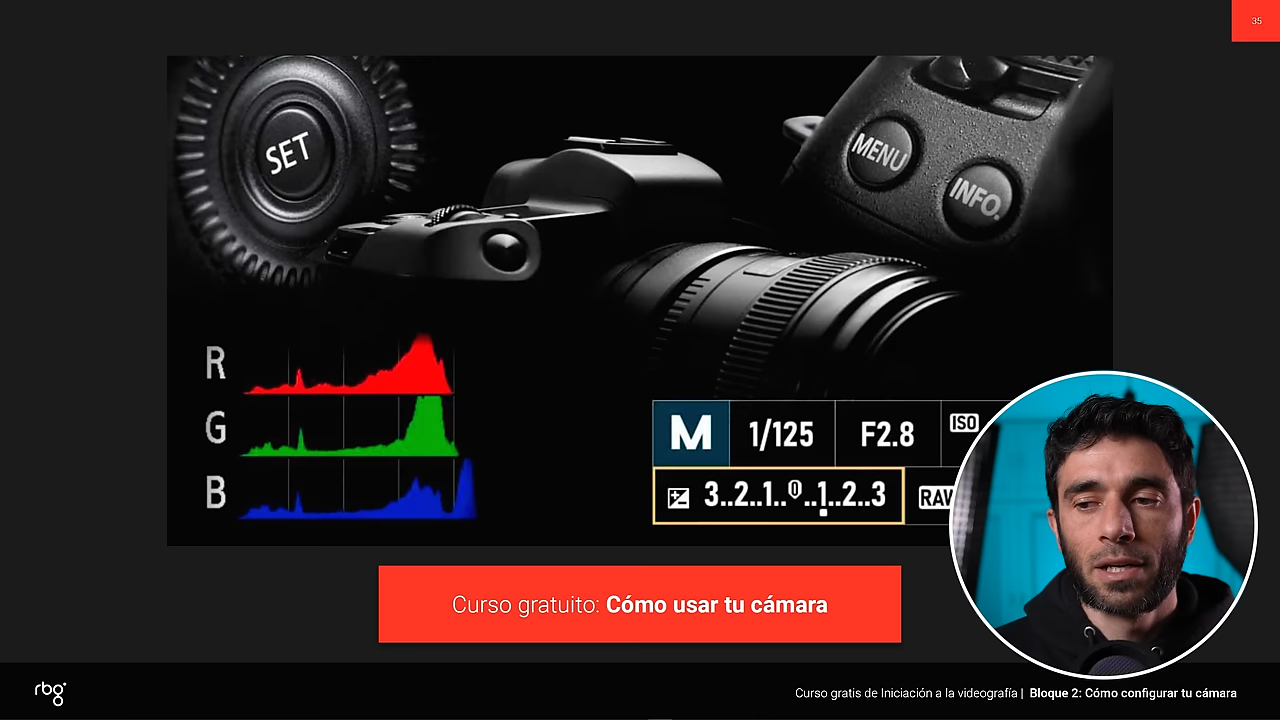 35
SET
MENU
INFO.
R
G
B
M 1/125 F2.8 ISO
3..2..1..0..1..2..3 RAW
Curso gratuito: Cómo usar tu cámara
rbg
Curso gratis de Iniciación a la videografía | Bloque 2: Cómo configurar tu cámara